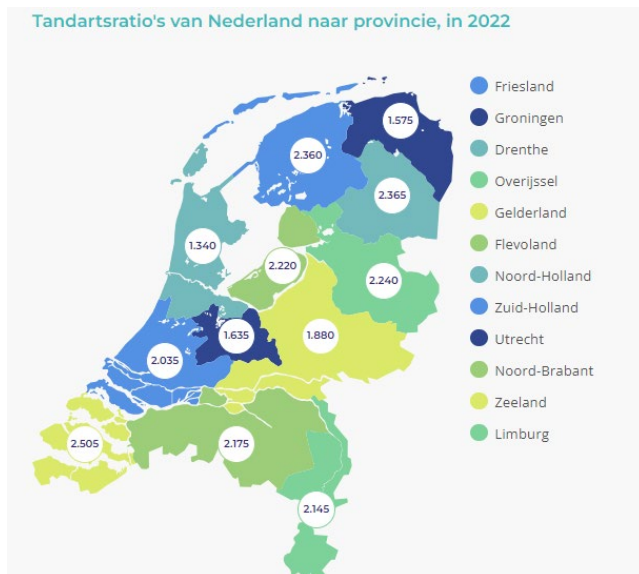 Tandartsratio's van Nederland naar provincie, in 2022
Friesland
Groningen
Drenthe
Overijssel
Gelderland
Flevoland
Noord-Holland
Zuid-Holland
Utrecht
Noord-Brabant
Zeeland
Limburg
1.575
2.360
2.365
1.340
2.220
2.240
1.635
1.880
2.035
2.505
2.175
2.145